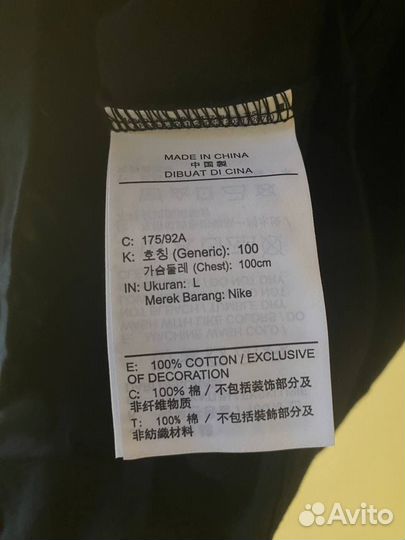 MADE IN CHINA
中国製
DIBUAT DI CINA
C: 175/92A
K: 호칭 (Generic): 100
가슴둘레 (Chest): 100cm
IN: Ukuran: L
Merek Barang: Nike
E: 100% COTTON / EXCLUSIVE
OF DECORATION
C: 100% 棉 / 不包括装饰部分及
非纤维物质
T: 100% 棉 / 不包括裝飾部分及
非紡織材料
Avito